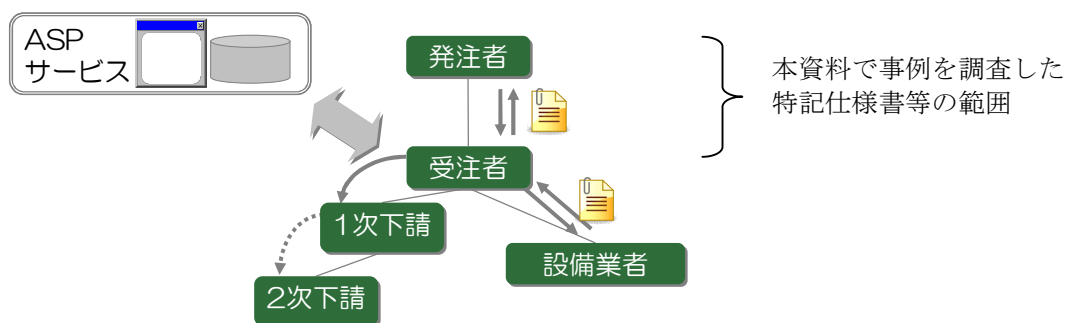 ASP
サービス
発注者
本資料で事例を調査した
特記仕様書等の範囲
受注者
1次下請
設備業者
2次下請